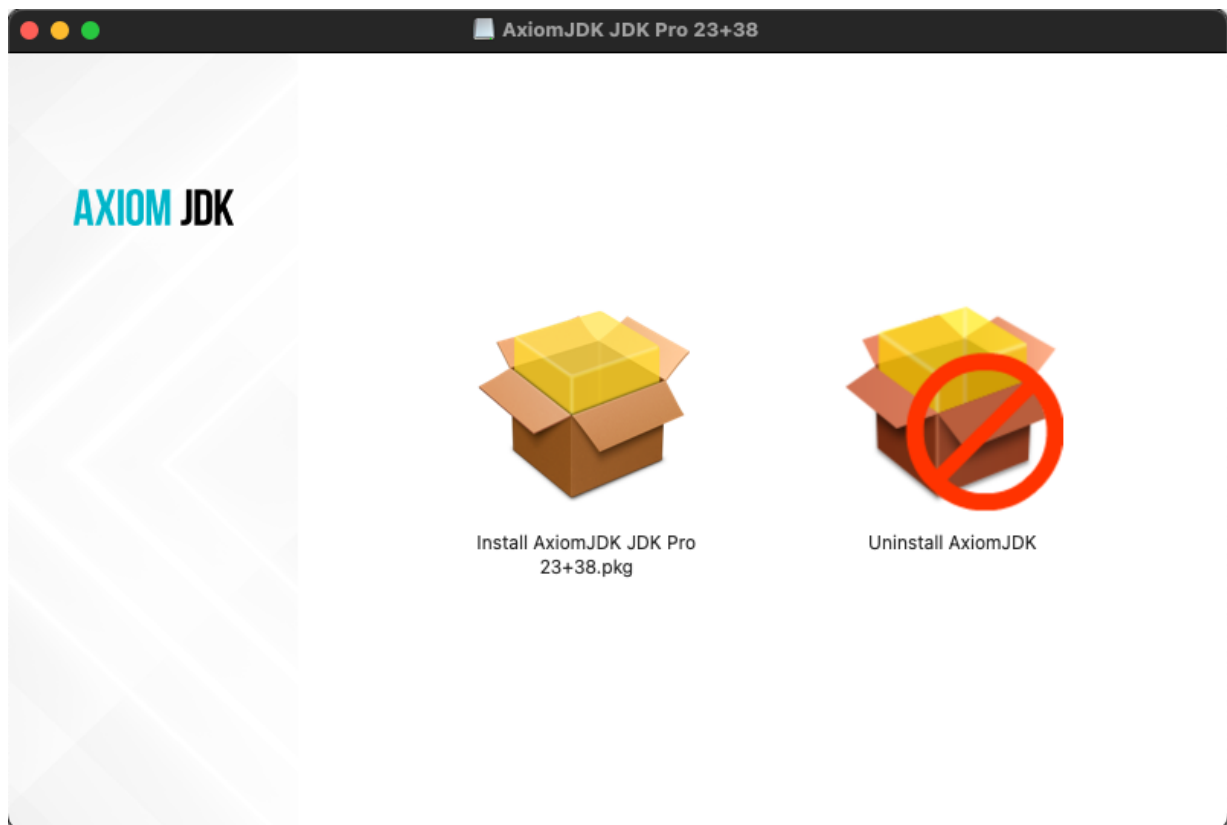 AxiomJDK JDK Pro 23+38
AXIOM JDK
Install AxiomJDK JDK Pro
23+38.pkg
Uninstall AxiomJDK